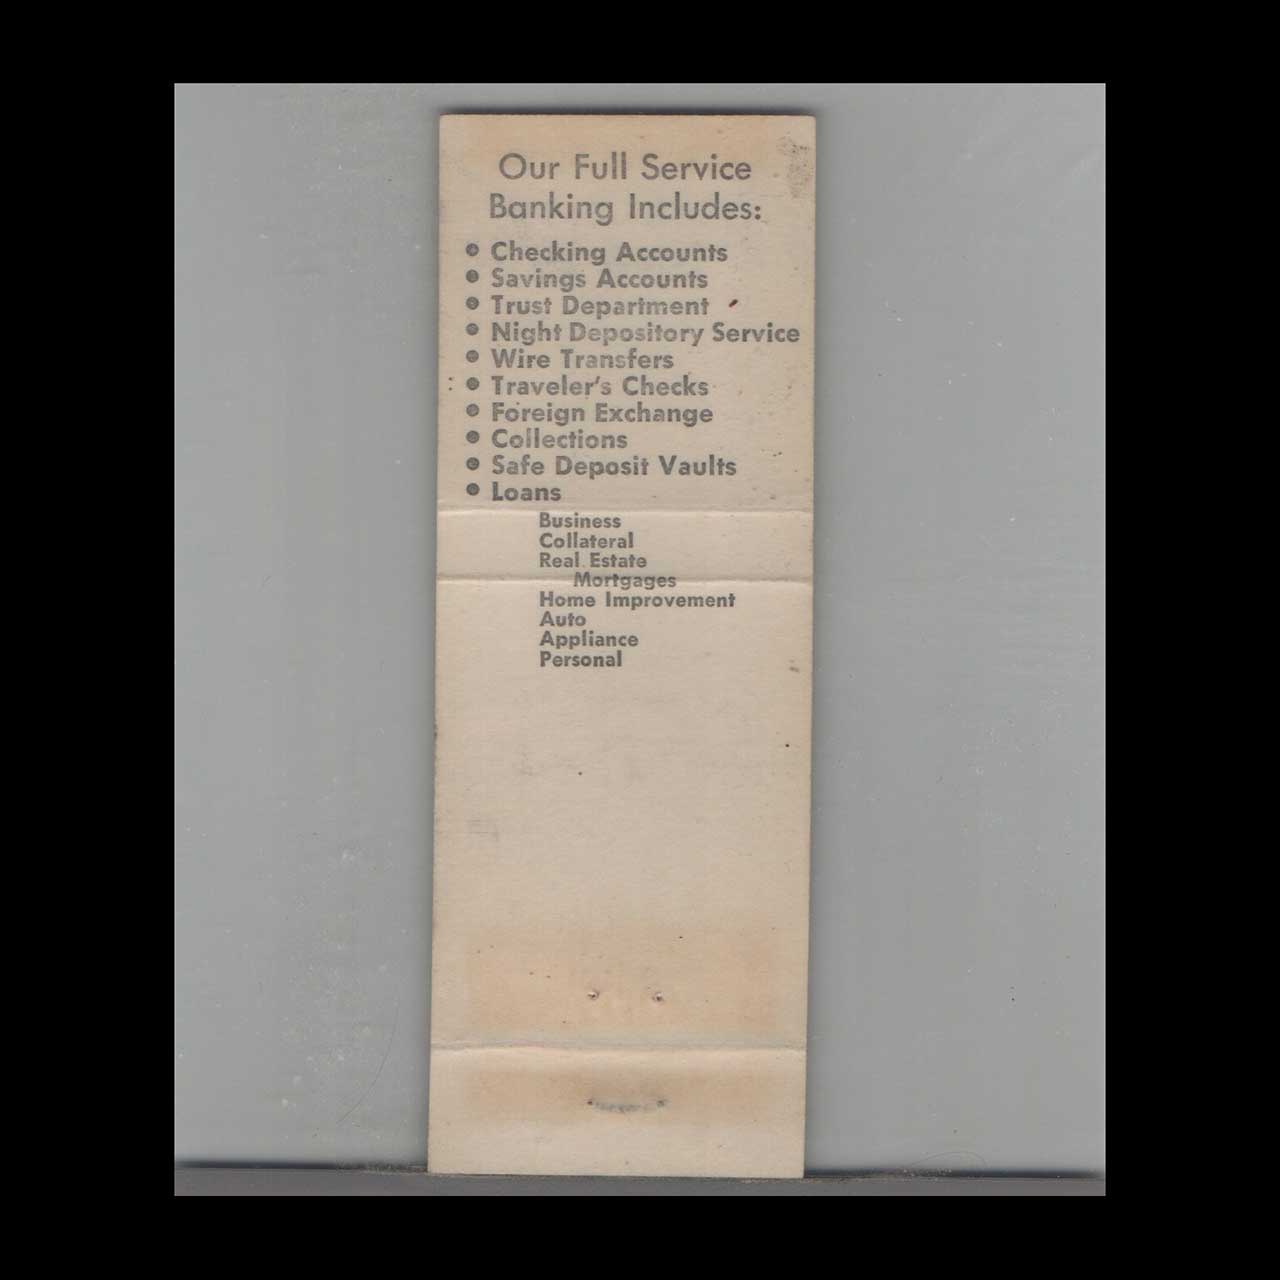 Our Full Service
Banking Includes:
• Checking Accounts
• Savings Accounts
• Trust Department
• Night Depository Service
• Wire Transfers
• Traveler's Checks
• Foreign Exchange
• Collections
• Safe Deposit Vaults
• Loans
Business
Collateral
Real Estate
Mortgages
Home Improvement
Auto
Appliance
Personal